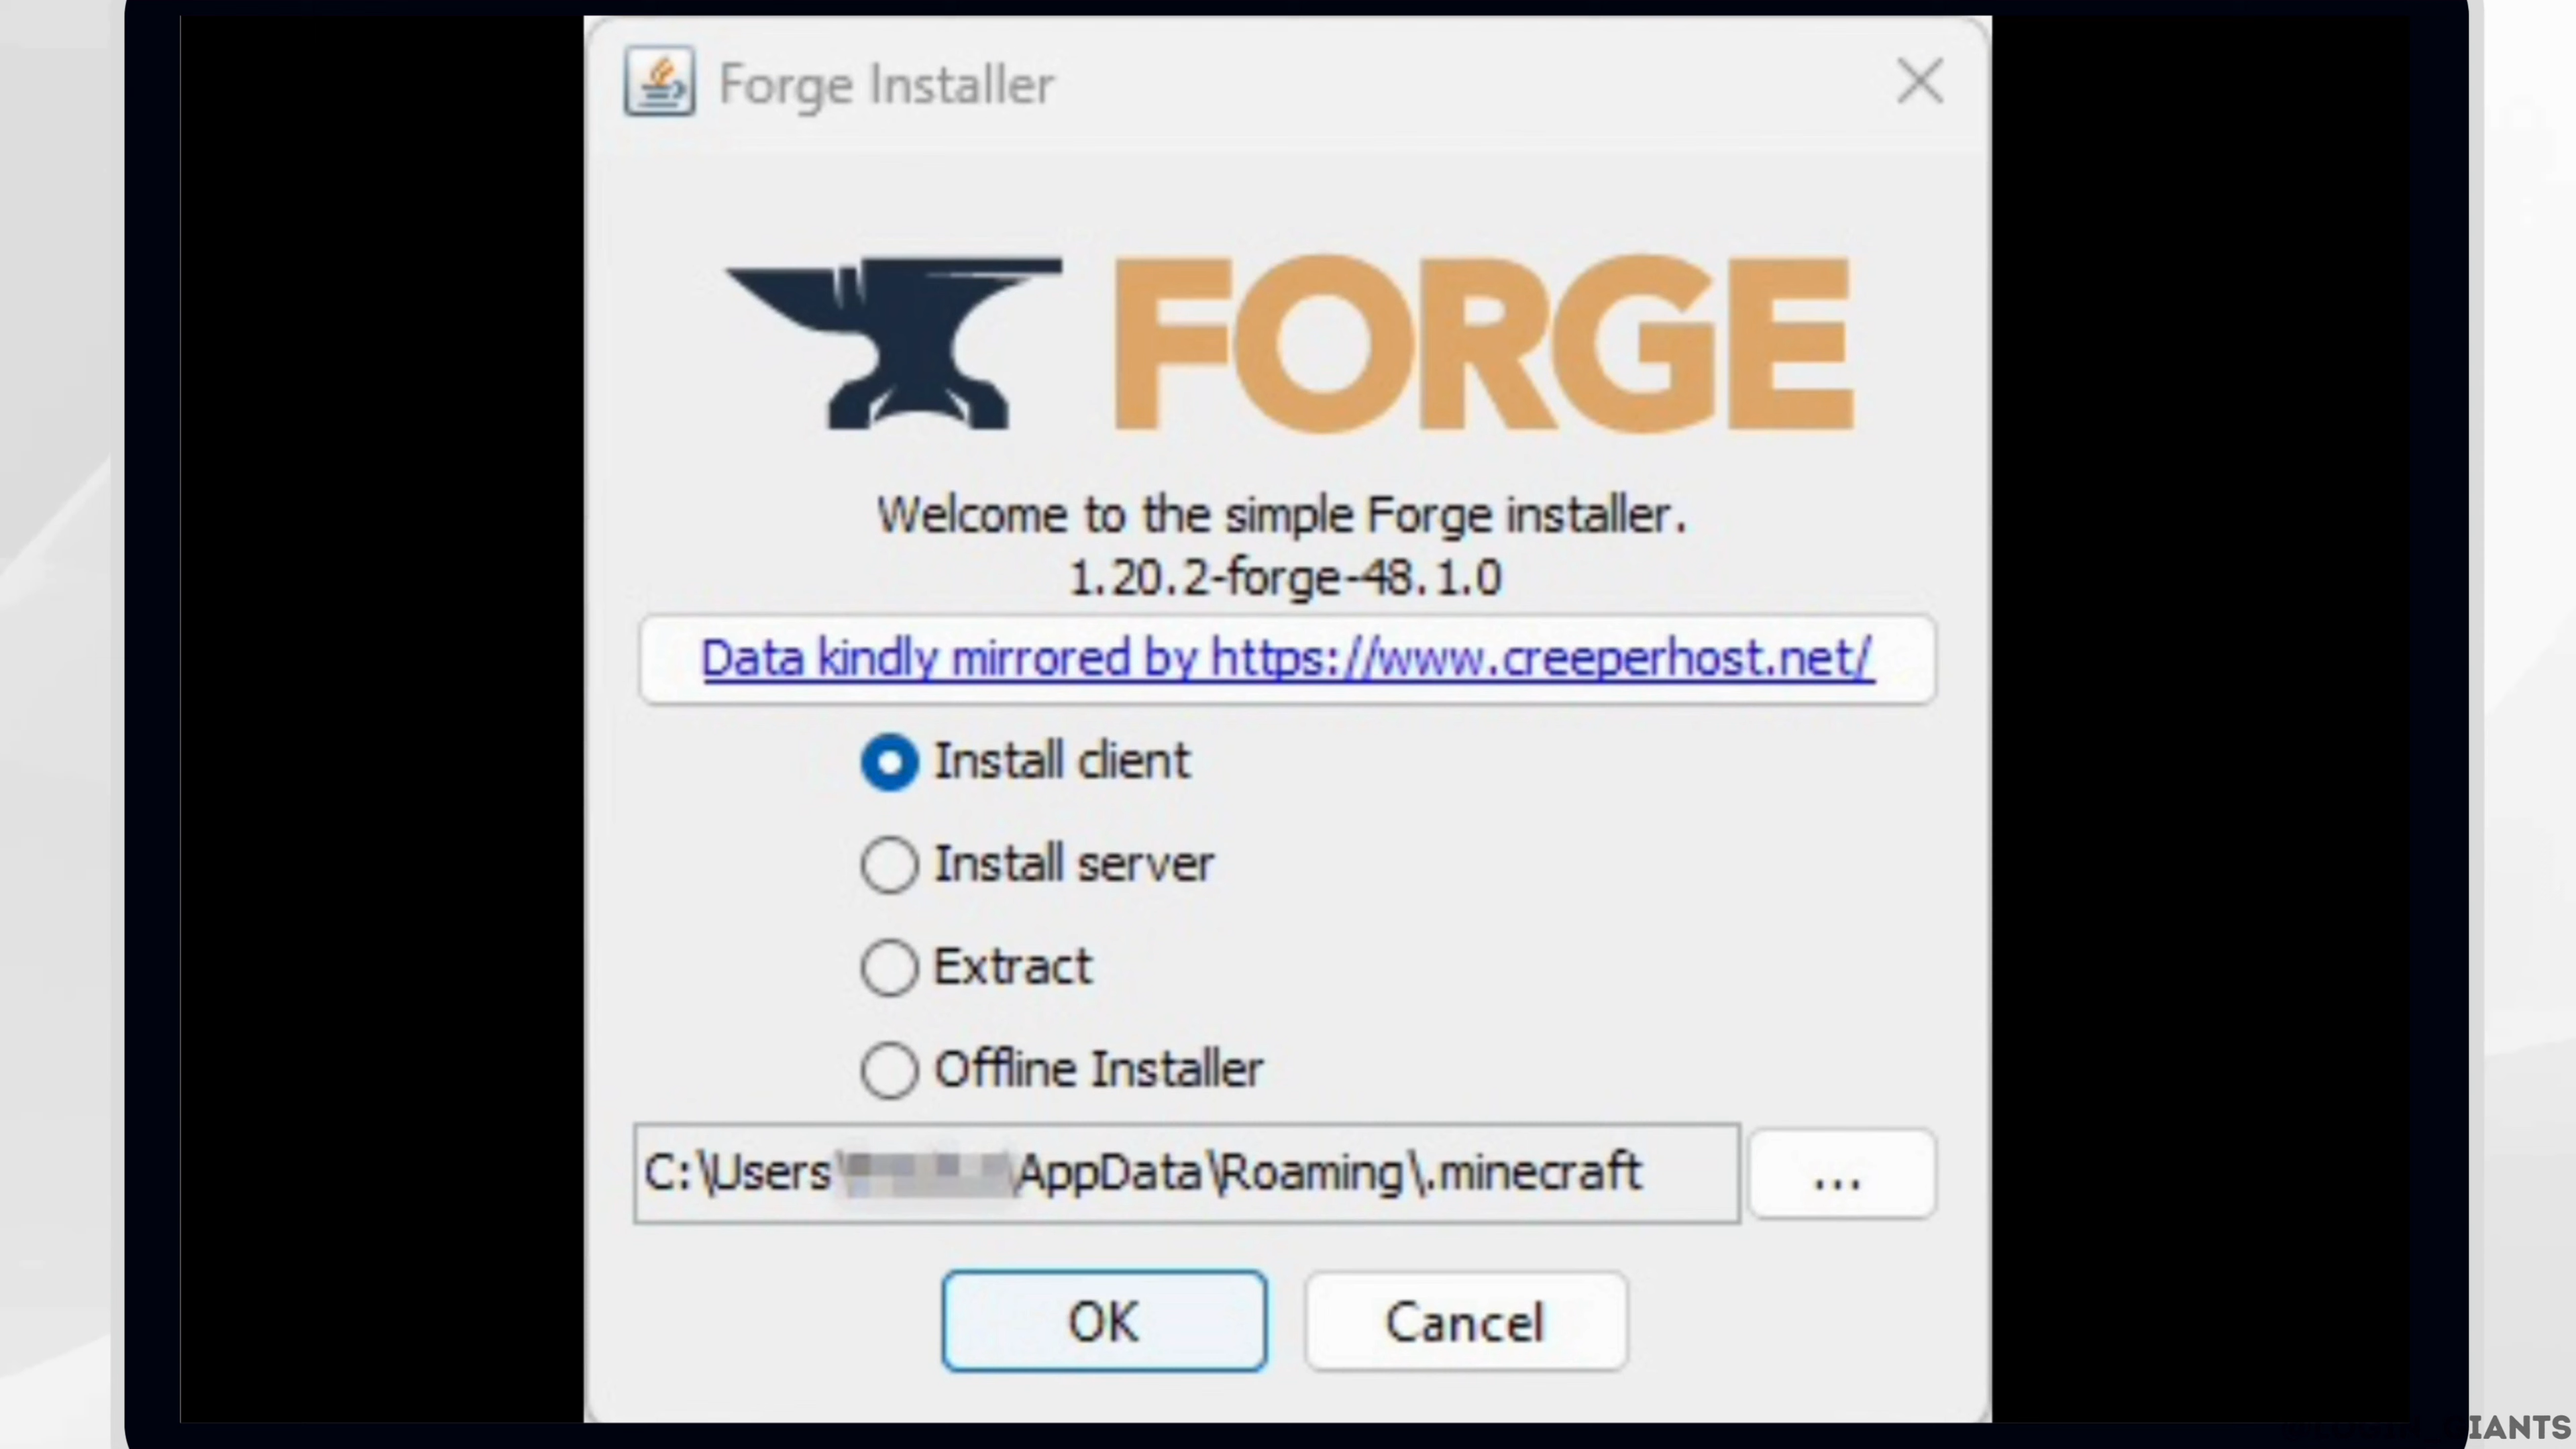 Forge Installer
FORGE
Welcome to the simple Forge installer.
1.20.2-forge-48.1.0
Data kindly mirrored by https://www.creeperhost.net/
Install client
Install server
Extract
Offline Installer
C:\Users\ \AppData\Roaming\.minecraft
...
OK
Cancel
IANTS